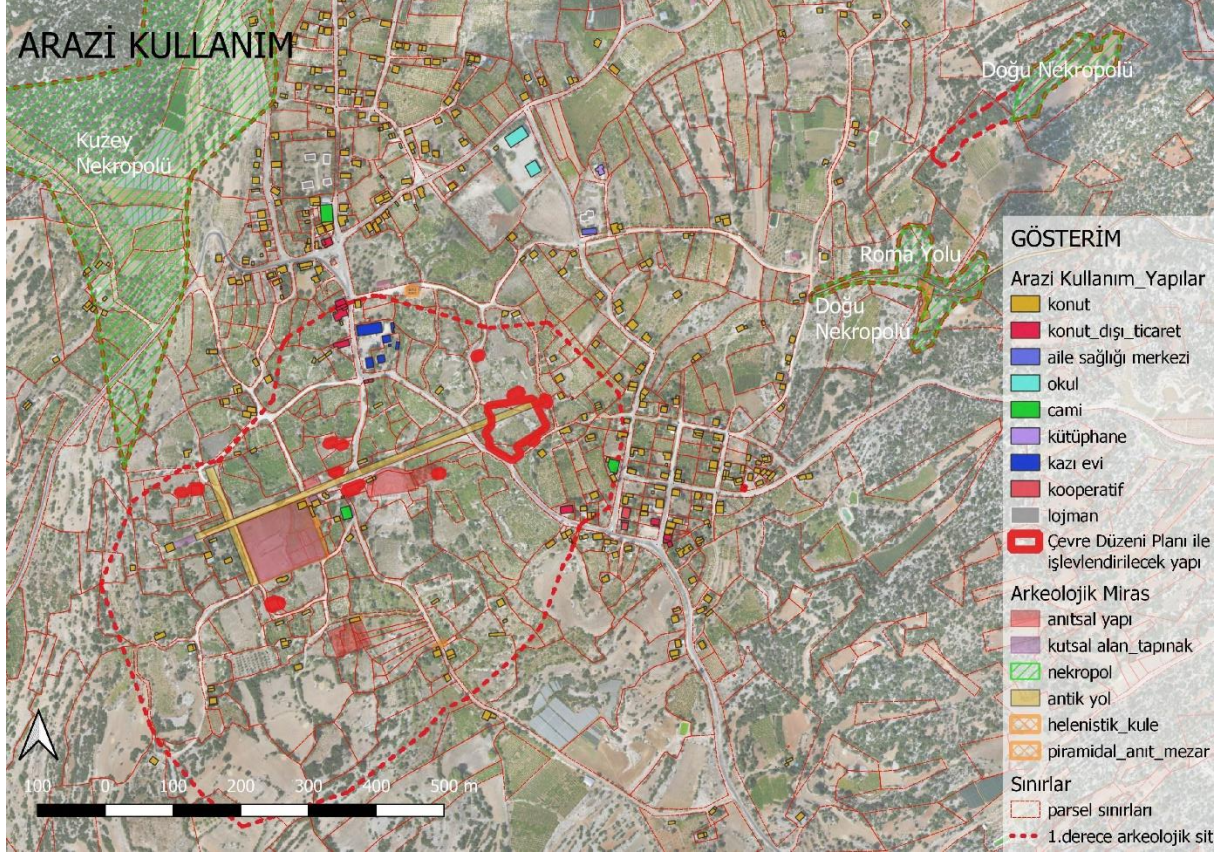 ARAZİ KULLANIM
Kuzey
Nekropolü
Doğu Nekropolü
Roma Yolu
Doğu
Nekropolü
GÖSTERİM
Arazi Kullanım_Yapılar
konut
konut_dışı_ticaret
aile sağlığı merkezi
okul
cami
kütüphane
kazı evi
kooperatif
lojman
Çevre Düzeni Planı ile
işlevlendirilecek yapı
Arkeolojik Miras
anıtsal yapı
kutsal alan_tapınak
nekropol
antik yol
helenistik_kule
piramidal_anıt_mezar
Sınırlar
parsel sınırları
1.derece arkeolojik sit
100 0 100 200 300 400 500 m